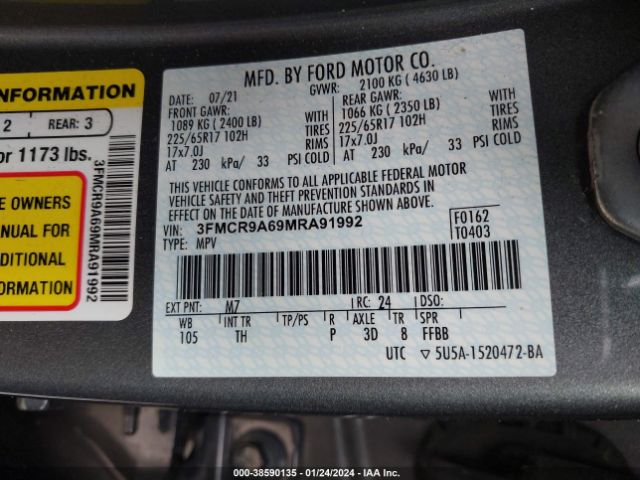 INFORMATION
2 REAR: 3
or 1173 lbs.
3FMCR9A69MRA91992
E OWNERS
MANUAL FOR
DDITIONAL
FORMATION
MFD. BY FORD MOTOR CO.
DATE: 07/21 GVWR: 2100 KG ( 4630 LB)
FRONT GAWR: REAR GAWR:
1089 KG ( 2400 LB) 1066 KG ( 2350 LB)
225/65R17 102H TIRES 225/65R17 102H TIRES
17x7.0J RIMS 17x7.0J RIMS
AT 230 kPa/ 33 PSI COLD AT 230 kPa/ 33 PSI COLD
THIS VEHICLE CONFORMS TO ALL APPLICABLE FEDERAL MOTOR
VEHICLE SAFETY AND THEFT PREVENTION STANDARDS IN
EFFECT ON THE DATE OF MANUFACTURE SHOWN ABOVE.
VIN: 3FMCR9A69MRA91992 F0162
TYPE: MPV T0403
EXT PNT: M7 RC: 24 DSO:
WB INT TR TP/PS R AXLE TR SPR
105 TH P 3D 8 FFBB
UTC ▽ 5U5A-1520472-BA
000-38590135 - 01/24/2024 - IAA Inc.